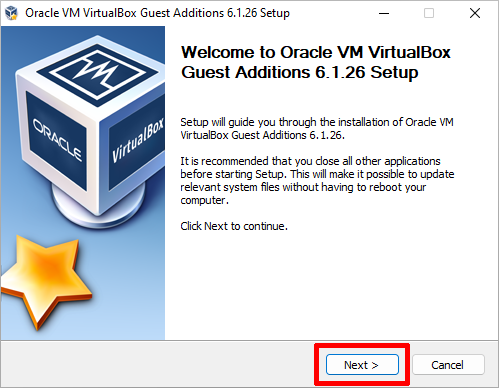 Oracle VM VirtualBox Guest Additions 6.1.26 Setup
Welcome to Oracle VM VirtualBox
Guest Additions 6.1.26 Setup
ORACLE
VirtualBox
Setup will guide you through the installation of Oracle VM
VirtualBox Guest Additions 6.1.26.
It is recommended that you close all other applications
before starting Setup. This will make it possible to update
relevant system files without having to reboot your
computer.
Click Next to continue.
Next >
Cancel